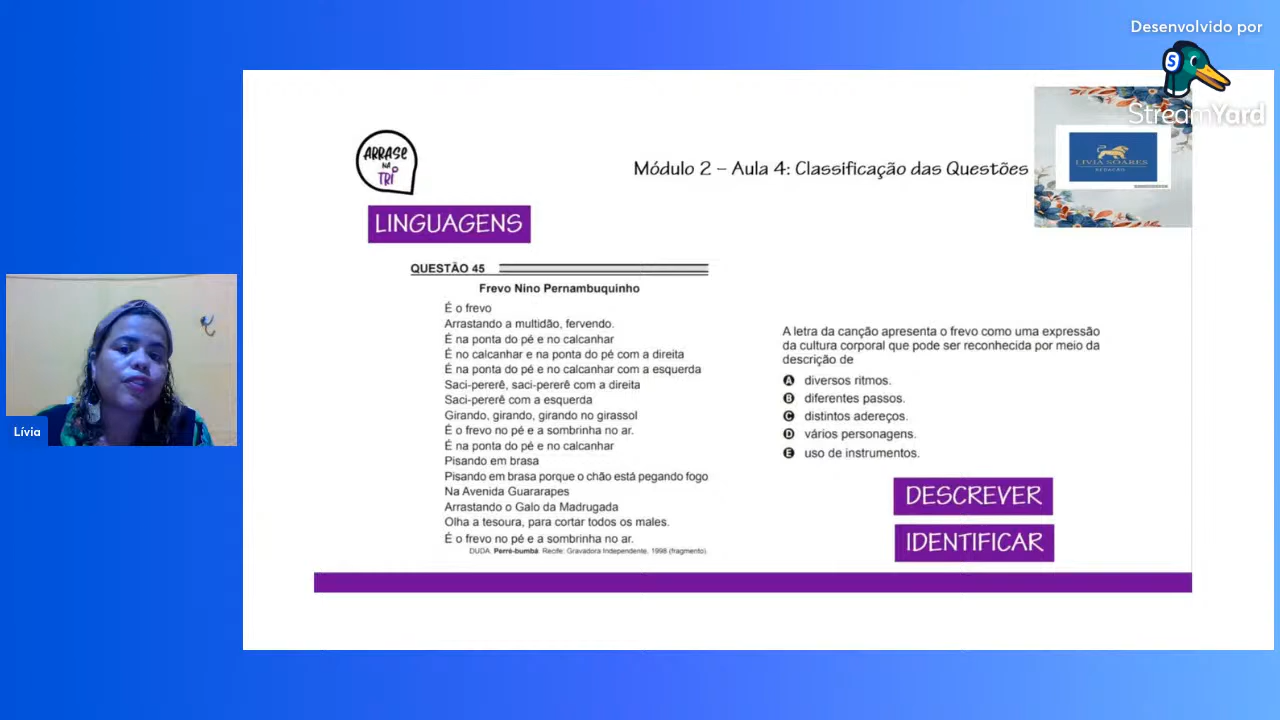 Desenvolvido por
StreamYard
ARRASE
NA
TRI
Módulo 2 – Aula 4: Classificação das Questões
LIVIA SOARES
REDAÇÃO
LINGUAGENS
QUESTÃO 45
Frevo Nino Pernambuquinho
É o frevo
Arrastando a multidão, fervendo.
É na ponta do pé e no calcanhar
É no calcanhar e na ponta do pé com a direita
É na ponta do pé e no calcanhar com a esquerda
Saci-pererê, saci-pererê com a direita
Saci-pererê com a esquerda
Girando, girando, girando no girassol
É o frevo no pé e a sombrinha no ar.
É na ponta do pé e no calcanhar
Pisando em brasa
Pisando em brasa porque o chão está pegando fogo
Na Avenida Guararapes
Arrastando o Galo da Madrugada
Olha a tesoura, para cortar todos os males.
É o frevo no pé e a sombrinha no ar.
DUDA. Perré-bumbá. Recife: Gravadora Independente, 1998 (fragmento).
A letra da canção apresenta o frevo como uma expressão
da cultura corporal que pode ser reconhecida por meio da
descrição de
A diversos ritmos.
B diferentes passos.
C distintos adereços.
D vários personagens.
E uso de instrumentos.
DESCREVER
IDENTIFICAR
Lívia